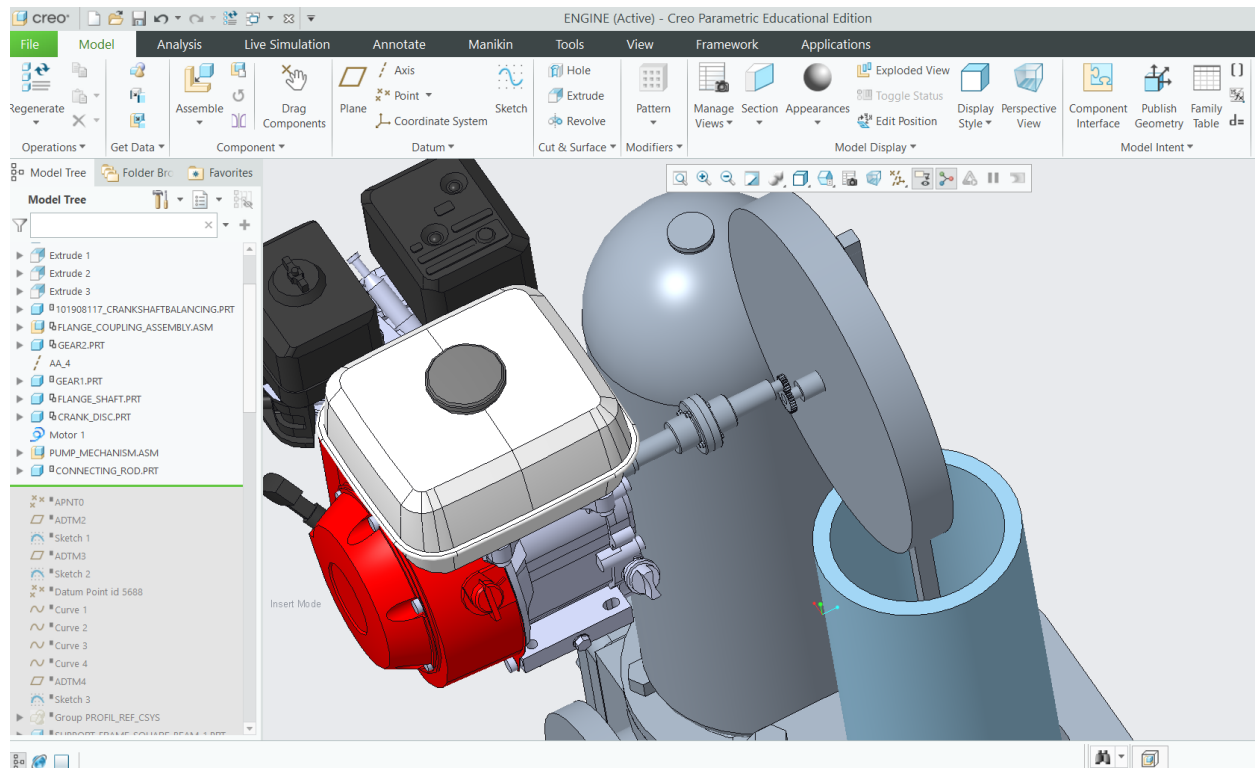 creo®
ENGINE (Active) - Creo Parametric Educational Edition
File Model Analysis Live Simulation Annotate Manikin Tools View Framework Applications
Regenerate
Assemble
Drag
Components
Plane
Axis
Point
Coordinate System
Sketch
Hole
Extrude
Revolve
Pattern
Manage
Views
Section
Appearances
Exploded View
Toggle Status
Edit Position
Display
Style
Perspective
View
Component
Interface
Publish
Geometry
Family
Table
d=
Operations Get Data Component Datum Cut & Surface Modifiers Model Display Model Intent
Model Tree Folder Bro Favorites
Model Tree
Extrude 1
Extrude 2
Extrude 3
101908117_CRANKSHAFTBALANCING.PRT
FLANGE_COUPLING_ASSEMBLY.ASM
GEAR2.PRT
AA_4
GEAR1.PRT
FLANGE_SHAFT.PRT
CRANK_DISC.PRT
Motor 1
PUMP_MECHANISM.ASM
CONNECTING_ROD.PRT
APNT0
ADTM2
Sketch 1
ADTM3
Sketch 2
Datum Point id 5688
Curve 1
Curve 2
Curve 3
Curve 4
ADTM4
Sketch 3
Group PROFIL_REF_CSYS
SUPPORT_FRAME_SQUARE_BEAM_1.PRT
Insert Mode